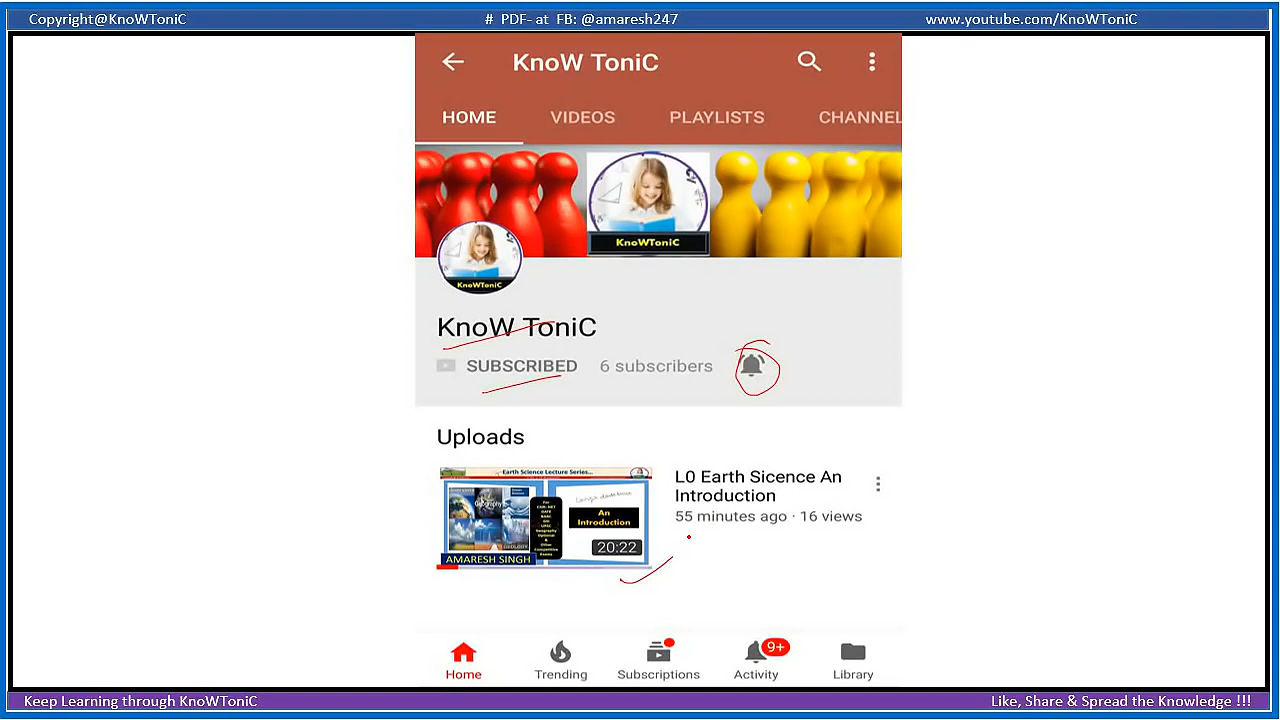 Copyright@KnoWToniC
# PDF- at FB: @amaresh247
www.youtube.com/KnoWToniC
KnoW ToniC
HOME VIDEOS PLAYLISTS CHANNEL
KnoWToniC
KnoWToniC
KnoW ToniC
SUBSCRIBED 6 subscribers
Uploads
Earth Science Lecture Series...
An
Introduction
20:22
AMARESH SINGH
L0 Earth Sicence An
Introduction
55 minutes ago · 16 views
Home Trending Subscriptions Activity Library
9+
Keep Learning through KnoWToniC
Like, Share & Spread the Knowledge !!!